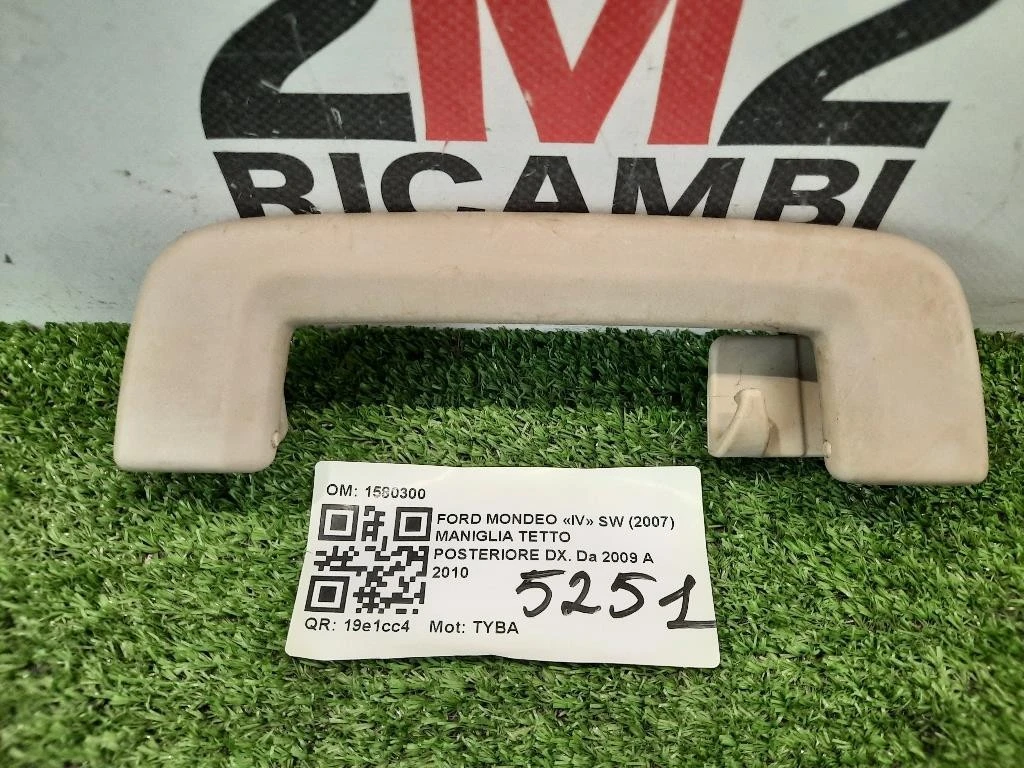 2M2
RICAMBI
OM: 1580300
FORD MONDEO «IV» SW (2007)
MANIGLIA TETTO
POSTERIORE DX. Da 2009 A
2010
5251
QR: 19e1cc4 Mot: TYBA